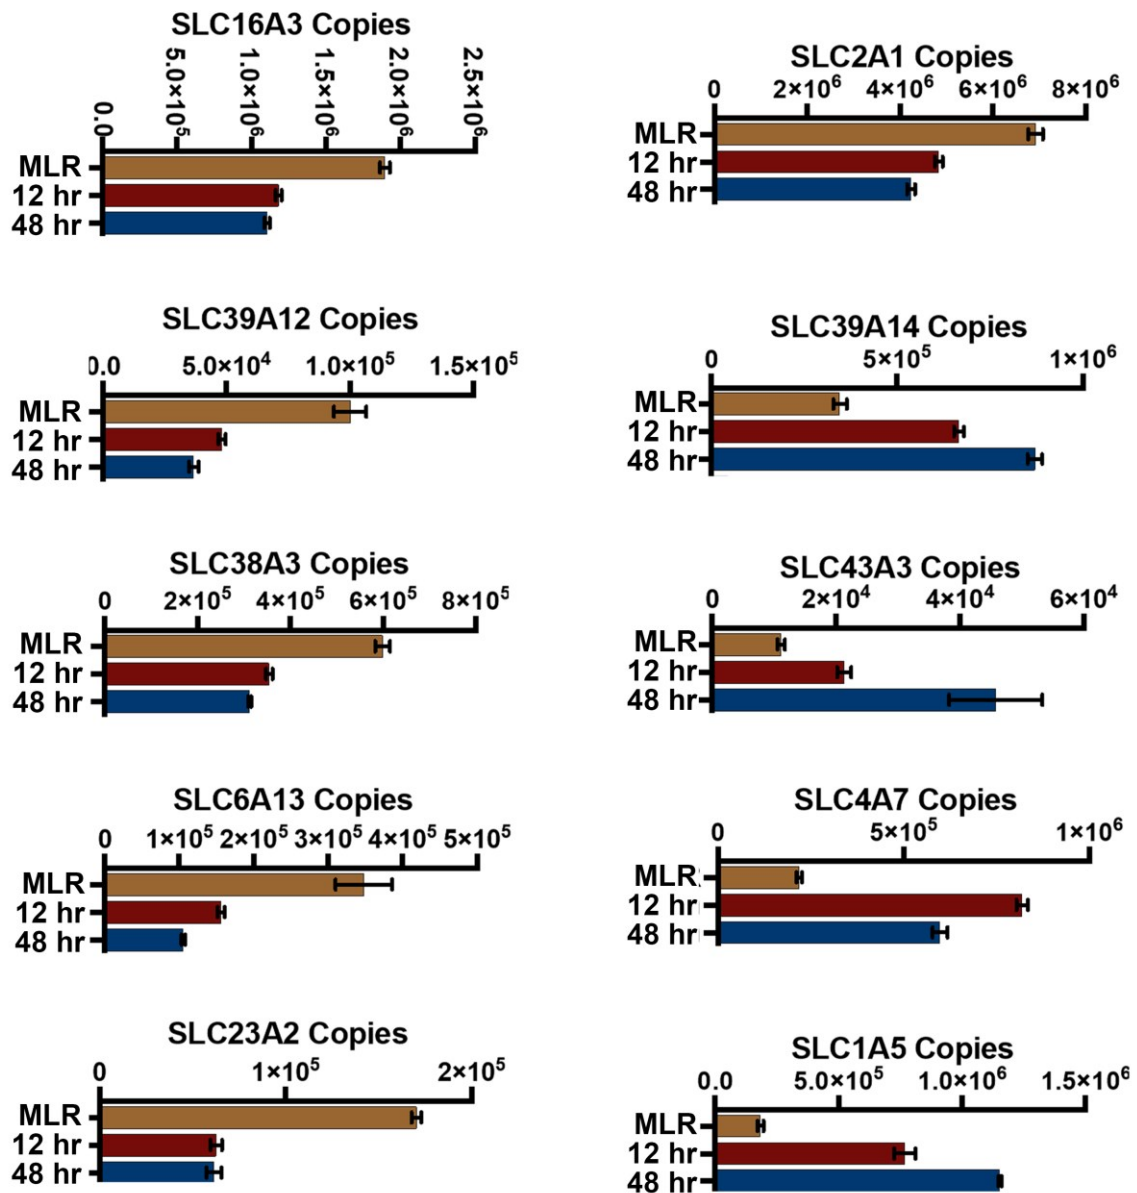 SLC16A3 Copies
0.0 5.0×10⁵ 1.0×10⁶ 1.5×10⁶ 2.0×10⁶ 2.5×10⁶
MLR
12 hr
48 hr
SLC2A1 Copies
0 2×10⁶ 4×10⁶ 6×10⁶ 8×10⁶
MLR
12 hr
48 hr
SLC39A12 Copies
0.0 5.0×10⁴ 1.0×10⁵ 1.5×10⁵
MLR
12 hr
48 hr
SLC39A14 Copies
0 5×10⁵ 1×10⁶
MLR
12 hr
48 hr
SLC38A3 Copies
0 2×10⁵ 4×10⁵ 6×10⁵ 8×10⁵
MLR
12 hr
48 hr
SLC43A3 Copies
0 2×10⁴ 4×10⁴ 6×10⁴
MLR
12 hr
48 hr
SLC6A13 Copies
0 1×10⁵ 2×10⁵ 3×10⁵ 4×10⁵ 5×10⁵
MLR
12 hr
48 hr
SLC4A7 Copies
0 5×10⁵ 1×10⁶
MLR
12 hr
48 hr
SLC23A2 Copies
0 1×10⁵ 2×10⁵
MLR
12 hr
48 hr
SLC1A5 Copies
0.0 5.0×10⁵ 1.0×10⁶ 1.5×10⁶
MLR
12 hr
48 hr